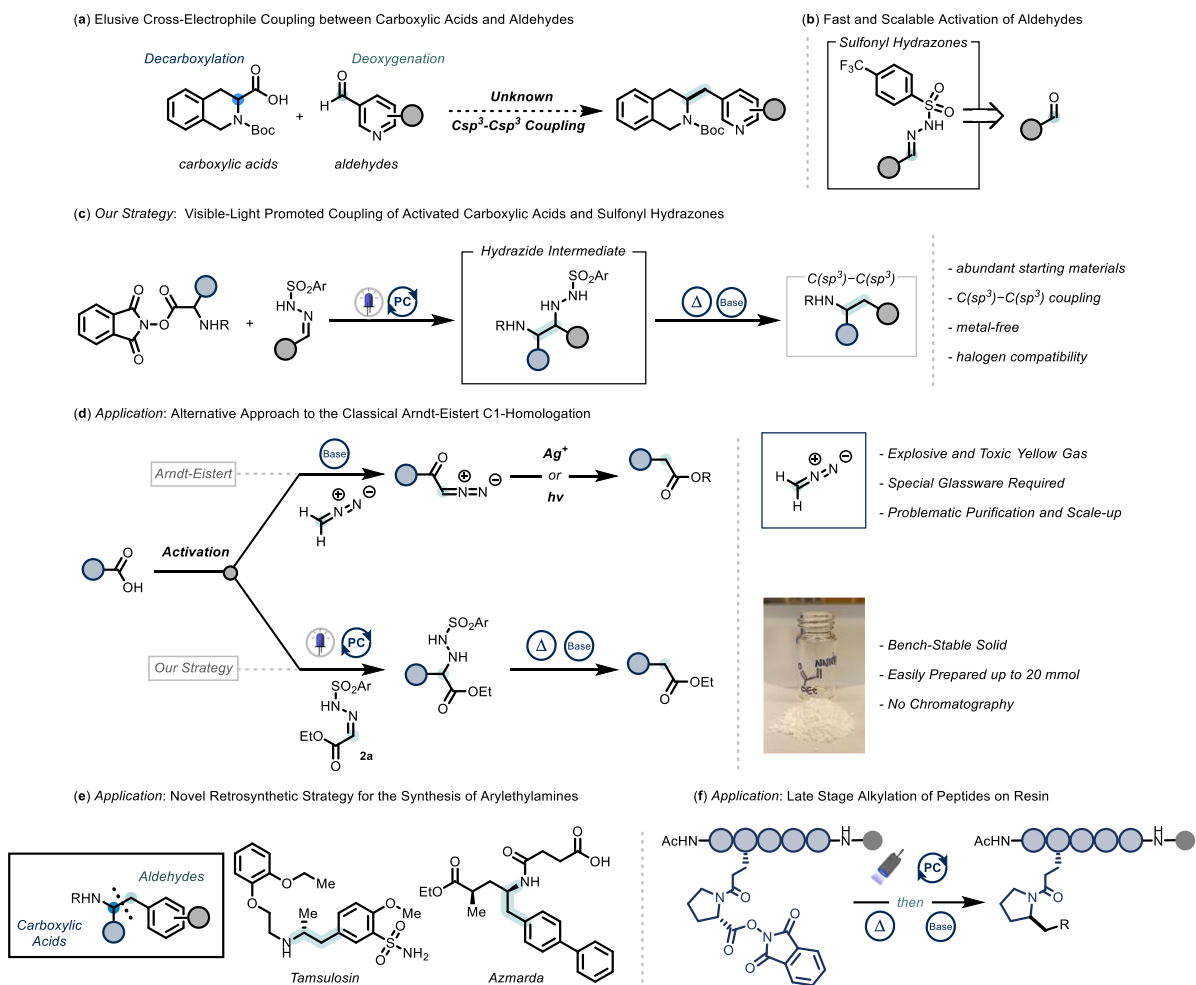 (a) Elusive Cross-Electrophile Coupling between Carboxylic Acids and Aldehydes
Decarboxylation
Deoxygenation
O
OH
N
Boc
carboxylic acids
+
O
H
N
aldehydes
Unknown
Csp3-Csp3 Coupling
N
Boc
N
(b) Fast and Scalable Activation of Aldehydes
Sulfonyl Hydrazones
F3C
O
S
O
NH
N
O
(c) Our Strategy: Visible-Light Promoted Coupling of Activated Carboxylic Acids and Sulfonyl Hydrazones
O
N
O
O
O
NHR
+
SO2Ar
HN
N
PC
Hydrazide Intermediate
SO2Ar
NH
HN
RHN
Δ
Base
C(sp3)−C(sp3)
RHN
- abundant starting materials
- C(sp3)−C(sp3) coupling
- metal-free
- halogen compatibility
(d) Application: Alternative Approach to the Classical Arndt-Eistert C1-Homologation
Arndt-Eistert
Base
H
H
N
N
O
N
N
Ag+
or
hv
OR
O
- Explosive and Toxic Yellow Gas
- Special Glassware Required
- Problematic Purification and Scale-up
H
H
N
N
O
OH
Activation
Our Strategy
PC
SO2Ar
HN
N
EtO
O
2a
SO2Ar
HN
NH
OEt
O
Δ
Base
OEt
O
- Bench-Stable Solid
- Easily Prepared up to 20 mmol
- No Chromatography
(e) Application: Novel Retrosynthetic Strategy for the Synthesis of Arylethylamines
Aldehydes
RHN
Carboxylic
Acids
O
Me
O
Me
N
H
O
Me
O
S
O
NH2
Tamsulosin
O
EtO
Me
O
NH
O
OH
Azmarda
(f) Application: Late Stage Alkylation of Peptides on Resin
AcHN
H
N
N
O
O
O
N
O
O
PC
then
Δ
Base
AcHN
H
N
N
O
R